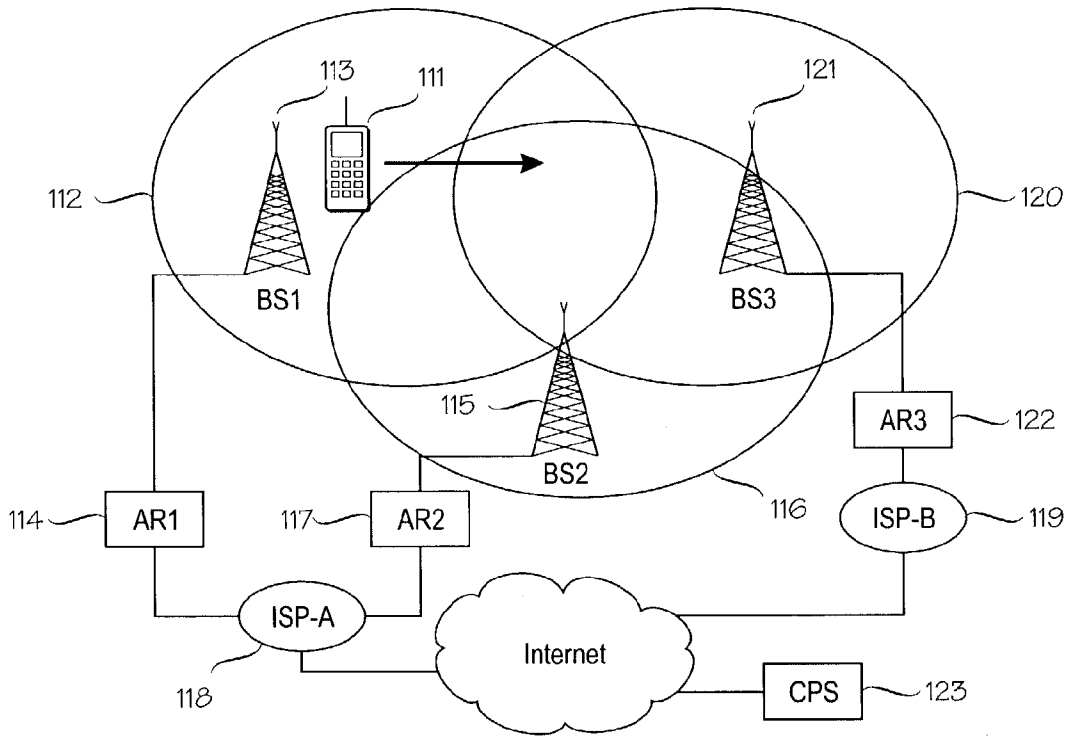 113
111
121
112
120
BS1
BS3
115
AR3
122
BS2
116
114
AR1
117
AR2
ISP-B
119
ISP-A
Internet
118
CPS
123